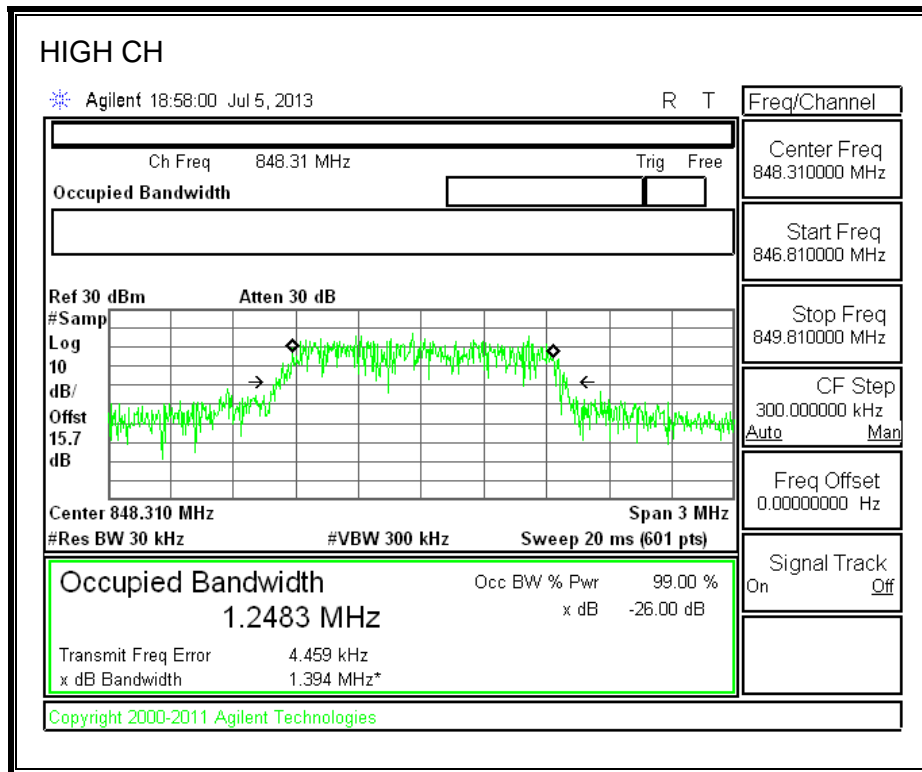 HIGH CH
Agilent 18:58:00 Jul 5, 2013 R T
Ch Freq 848.31 MHz Trig Free
Occupied Bandwidth
Ref 30 dBm Atten 30 dB
#Samp
Log
10
dB/
Offst
15.7
dB
Center 848.310 MHz Span 3 MHz
#Res BW 30 kHz #VBW 300 kHz Sweep 20 ms (601 pts)
Occupied Bandwidth
1.2483 MHz
Occ BW % Pwr 99.00 %
x dB -26.00 dB
Transmit Freq Error 4.459 kHz
x dB Bandwidth 1.394 MHz*
Copyright 2000-2011 Agilent Technologies
Freq/Channel
Center Freq
848.310000 MHz
Start Freq
846.810000 MHz
Stop Freq
849.810000 MHz
CF Step
300.000000 kHz
Auto Man
Freq Offset
0.00000000 Hz
Signal Track
On Off